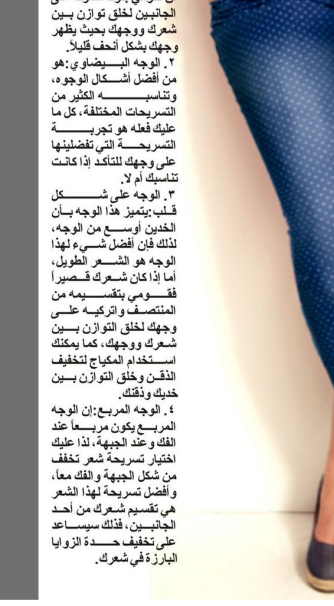 الجانبين لخلق توازن بين
شعرك ووجهك بحيث يظهر
وجهك بشكل أنحف قليلاً.
٢. الوجه البيضاوي:هو
من أفضل أشكال الوجوه،
وتناسبه الكثير من
التسريحات المختلفة، كل ما
عليك فعله هو تجربة
التسريحة التي تفضلينها
على وجهك للتأكد إذا كانت
تناسبك أم لا.
٣. الوجه على شكل
قلب:يتميز هذا الوجه بأن
الخدين أوسع من الوجه،
لذلك فإن أفضل شيء لهذا
الوجه هو الشعر الطويل،
أما إذا كان شعرك قصيراً
فقومي بتقسيمه من
المنتصف واتركيه على
وجهك لخلق التوازن بين
شعرك ووجهك، كما يمكنك
استخدام المكياج لتخفيف
الذقن وخلق التوازن بين
خديك وذقنك.
٤. الوجه المربع:إن الوجه
المربع يكون مربعاً عند
الفك وعند الجبهة، لذا عليك
اختيار تسريحة شعر تخفف
من شكل الجبهة والفك معاً،
وأفضل تسريحة لهذا الشعر
هي تقسيم شعرك من أحد
الجانبين، فذلك سيساعد
على تخفيف حدة الزوايا
البارزة في شعرك.